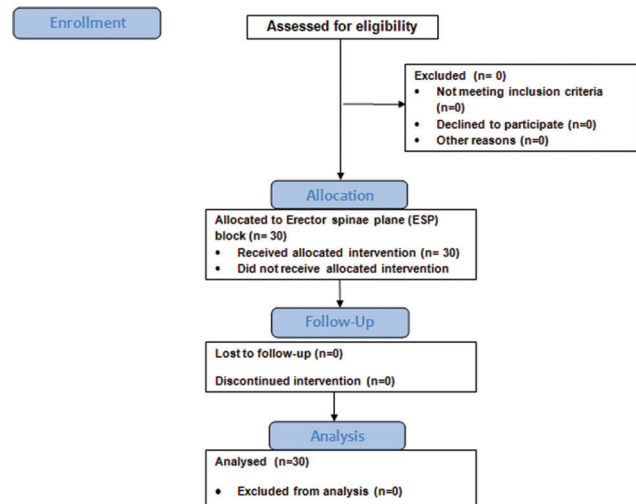 Enrollment
Assessed for eligibility
Excluded (n= 0)
• Not meeting inclusion criteria
(n=0)
• Declined to participate (n=0)
• Other reasons (n=0)
Allocation
Allocated to Erector spinae plane (ESP)
block (n= 30)
• Received allocated intervention (n= 30)
• Did not receive allocated intervention
Follow-Up
Lost to follow-up (n=0)
Discontinued intervention (n=0)
Analysis
Analysed (n=30)
• Excluded from analysis (n=0)